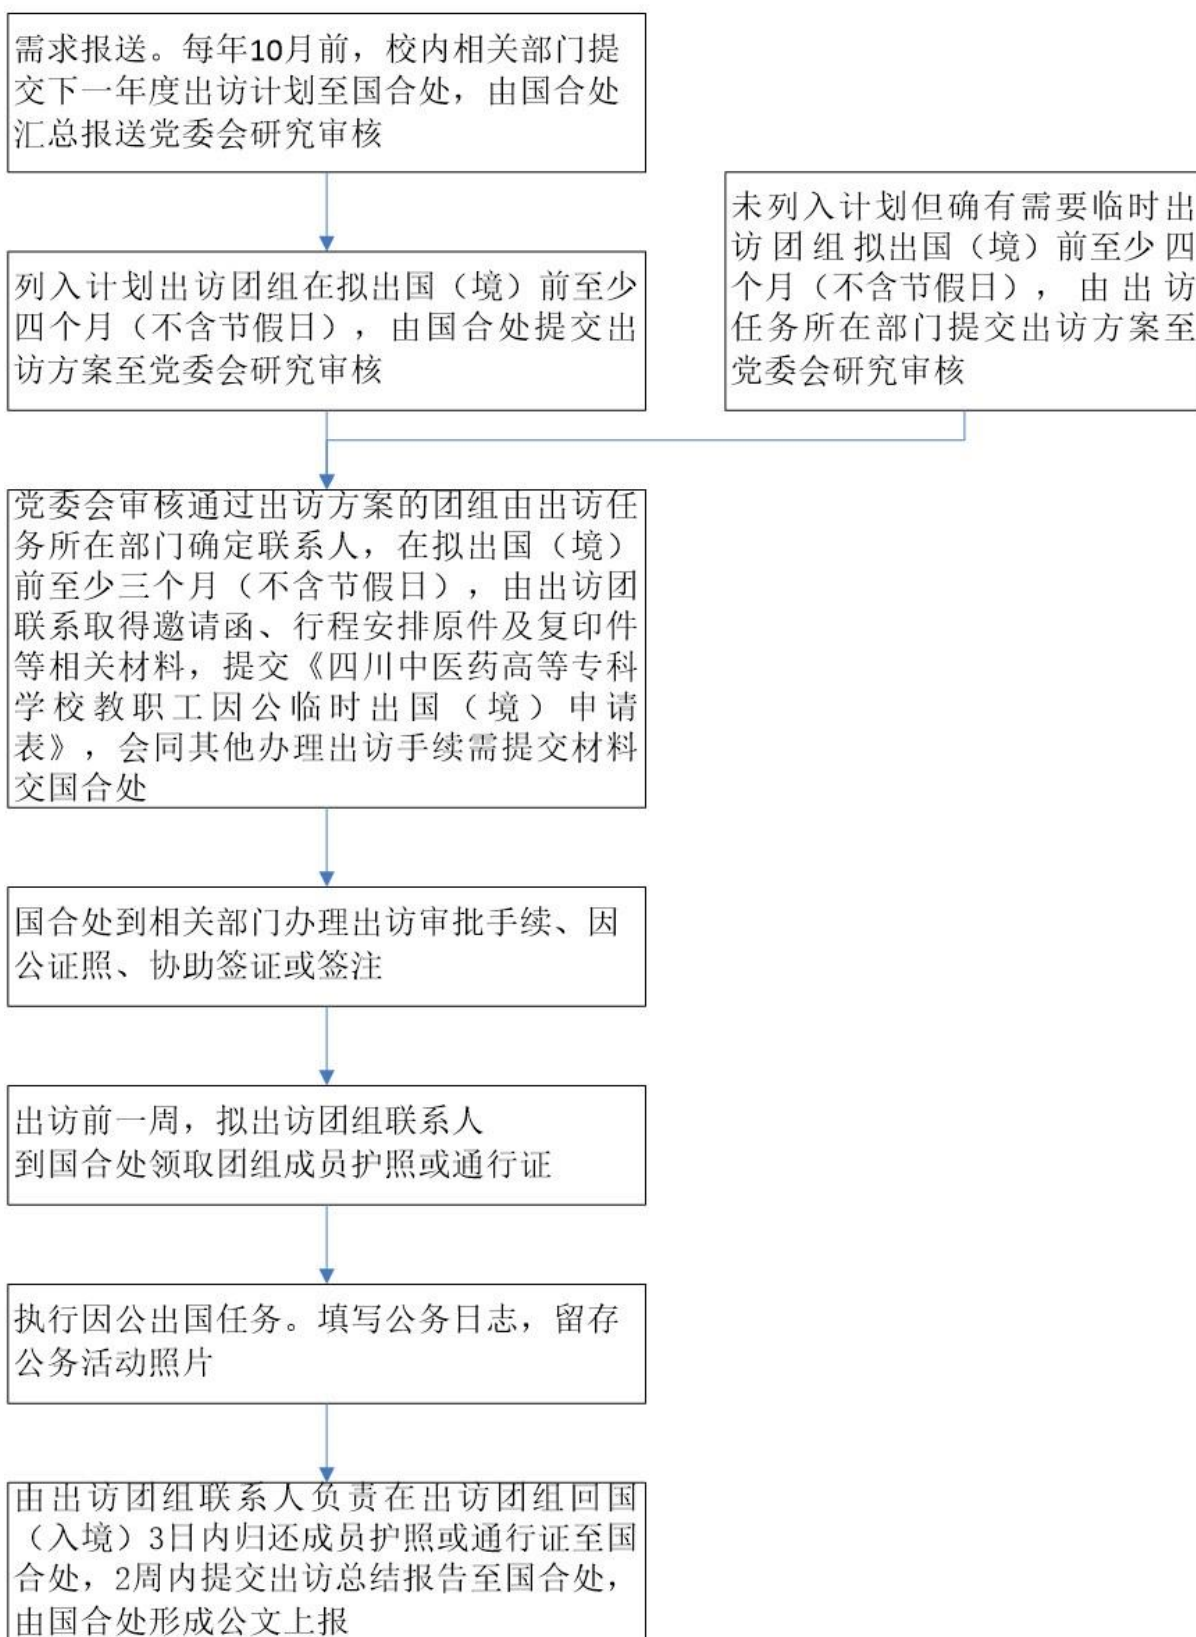 需求报送。每年10月前，校内相关部门提
交下一年度出访计划至国合处，由国合处
汇总报送党委会研究审核
列入计划出访团组在拟出国（境）前至少
四个月（不含节假日），由国合处提交出
访方案至党委会研究审核
未列入计划但确有需要临时出
访团组拟出国（境）前至少四
个月（不含节假日），由出访
任务所在部门提交出访方案至
党委会研究审核
党委会审核通过出访方案的团组由出访任
务所在部门确定联系人，在拟出国（境）
前至少三个月（不含节假日），由出访团
联系取得邀请函、行程安排原件及复印件
等相关材料，提交《四川中医药高等专科
学校教职工因公临时出国（境）申请
表》，会同其他办理出访手续需提交材料
交国合处
国合处到相关部门办理出访审批手续、因
公证照、协助签证或签注
出访前一周，拟出访团组联系人
到国合处领取团组成员护照或通行证
执行因公出国任务。填写公务日志，留存
公务活动照片
由出访团组联系人负责在出访团组回国
（入境）3日内归还成员护照或通行证至国
合处，2周内提交出访总结报告至国合处，
由国合处形成公文上报